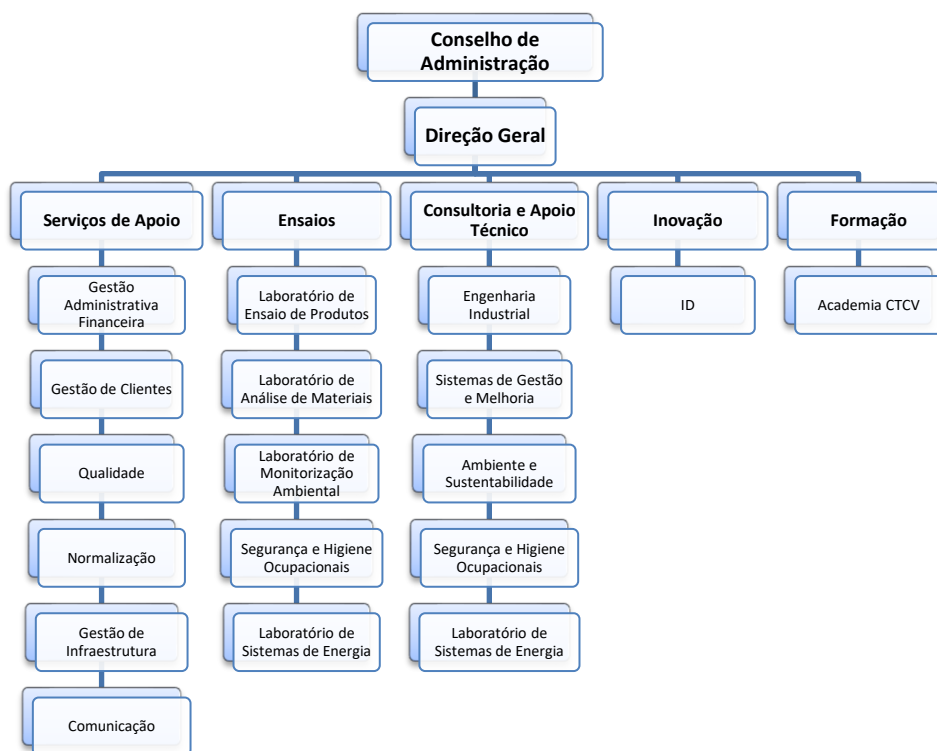 Conselho de
Administração
Direção Geral
Serviços de Apoio
Ensaios
Consultoria e Apoio
Técnico
Inovação
Formação
Gestão
Administrativa
Financeira
Laboratório de
Ensaio de Produtos
Engenharia
Industrial
ID
Academia CTCV
Gestão de Clientes
Laboratório de
Análise de Materiais
Sistemas de Gestão
e Melhoria
Qualidade
Laboratório de
Monitorização
Ambiental
Ambiente e
Sustentabilidade
Normalização
Segurança e Higiene
Ocupacionais
Segurança e Higiene
Ocupacionais
Gestão de
Infraestrutura
Laboratório de
Sistemas de Energia
Laboratório de
Sistemas de Energia
Comunicação